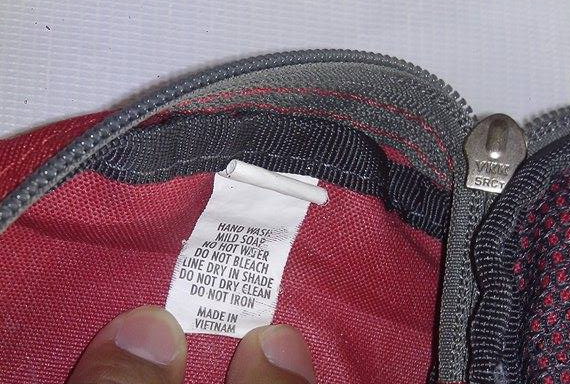 HAND WASH
MILD SOAP
NO HOT WATER
DO NOT BLEACH
LINE DRY IN SHADE
DO NOT DRY CLEAN
DO NOT IRON
MADE IN
VIETNAM
YKK
5RCT